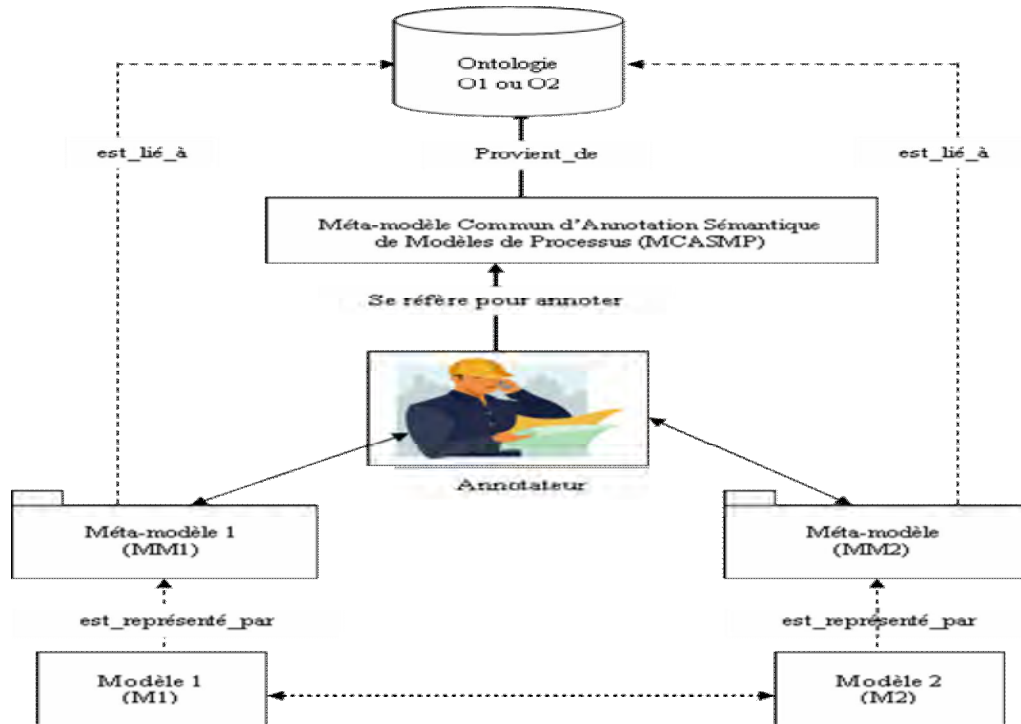 Ontologie
O1 ou O2
est_lié_à
Provient_de
est_lié_à
Méta-modèle Commun d'Annotation Sémantique
de Modèles de Processus (MCASMP)
Se réfère pour annoter
Annotateur
Méta-modèle 1
(MM1)
Méta-modèle
(MM2)
est_représenté_par
est_représenté_par
Modèle 1
(M1)
Modèle 2
(M2)